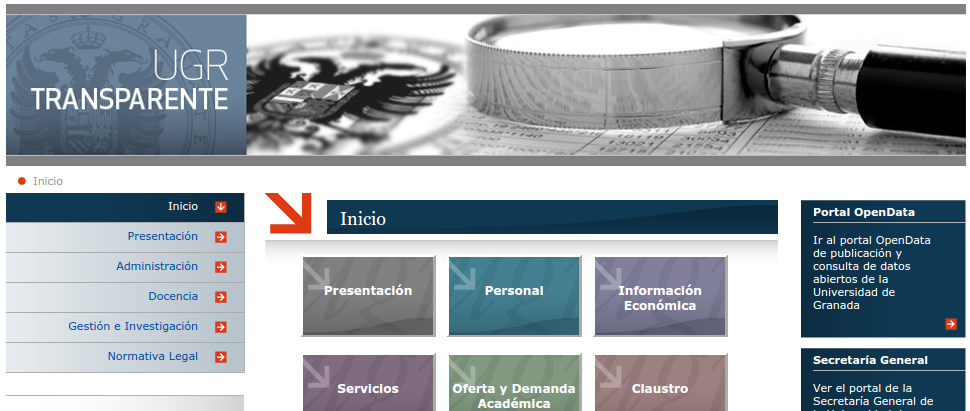 UGR
TRANSPARENTE
Inicio
Inicio
Presentación
Administración
Docencia
Gestión e Investigación
Normativa Legal
Inicio
Presentación
Personal
Información
Económica
Servicios
Oferta y Demanda
Académica
Claustro
Portal OpenData
Ir al portal OpenData
de publicación y
consulta de datos
abiertos de la
Universidad de
Granada
Secretaría General
Ver el portal de la
Secretaría General de